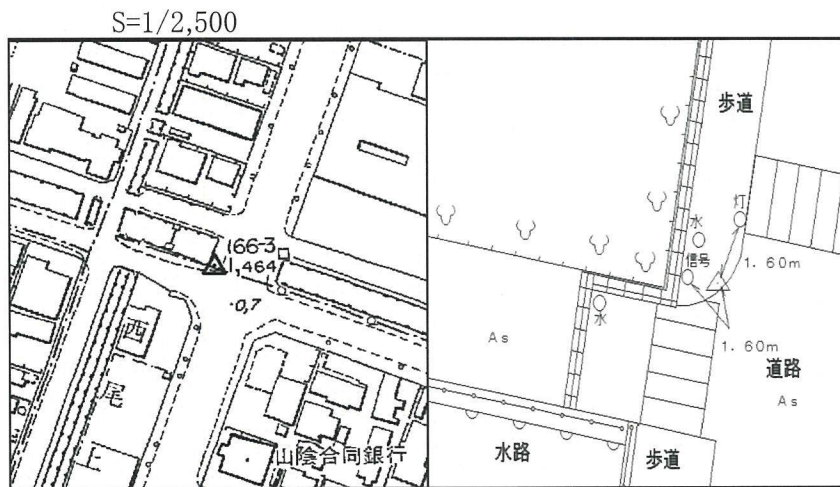 S=1/2,500
166-3
1,464
·0.7
西
尾
山陰合同銀行
歩道
灯
水
信号
1.60m
水
As
1.60m
道路
As
水路
歩道